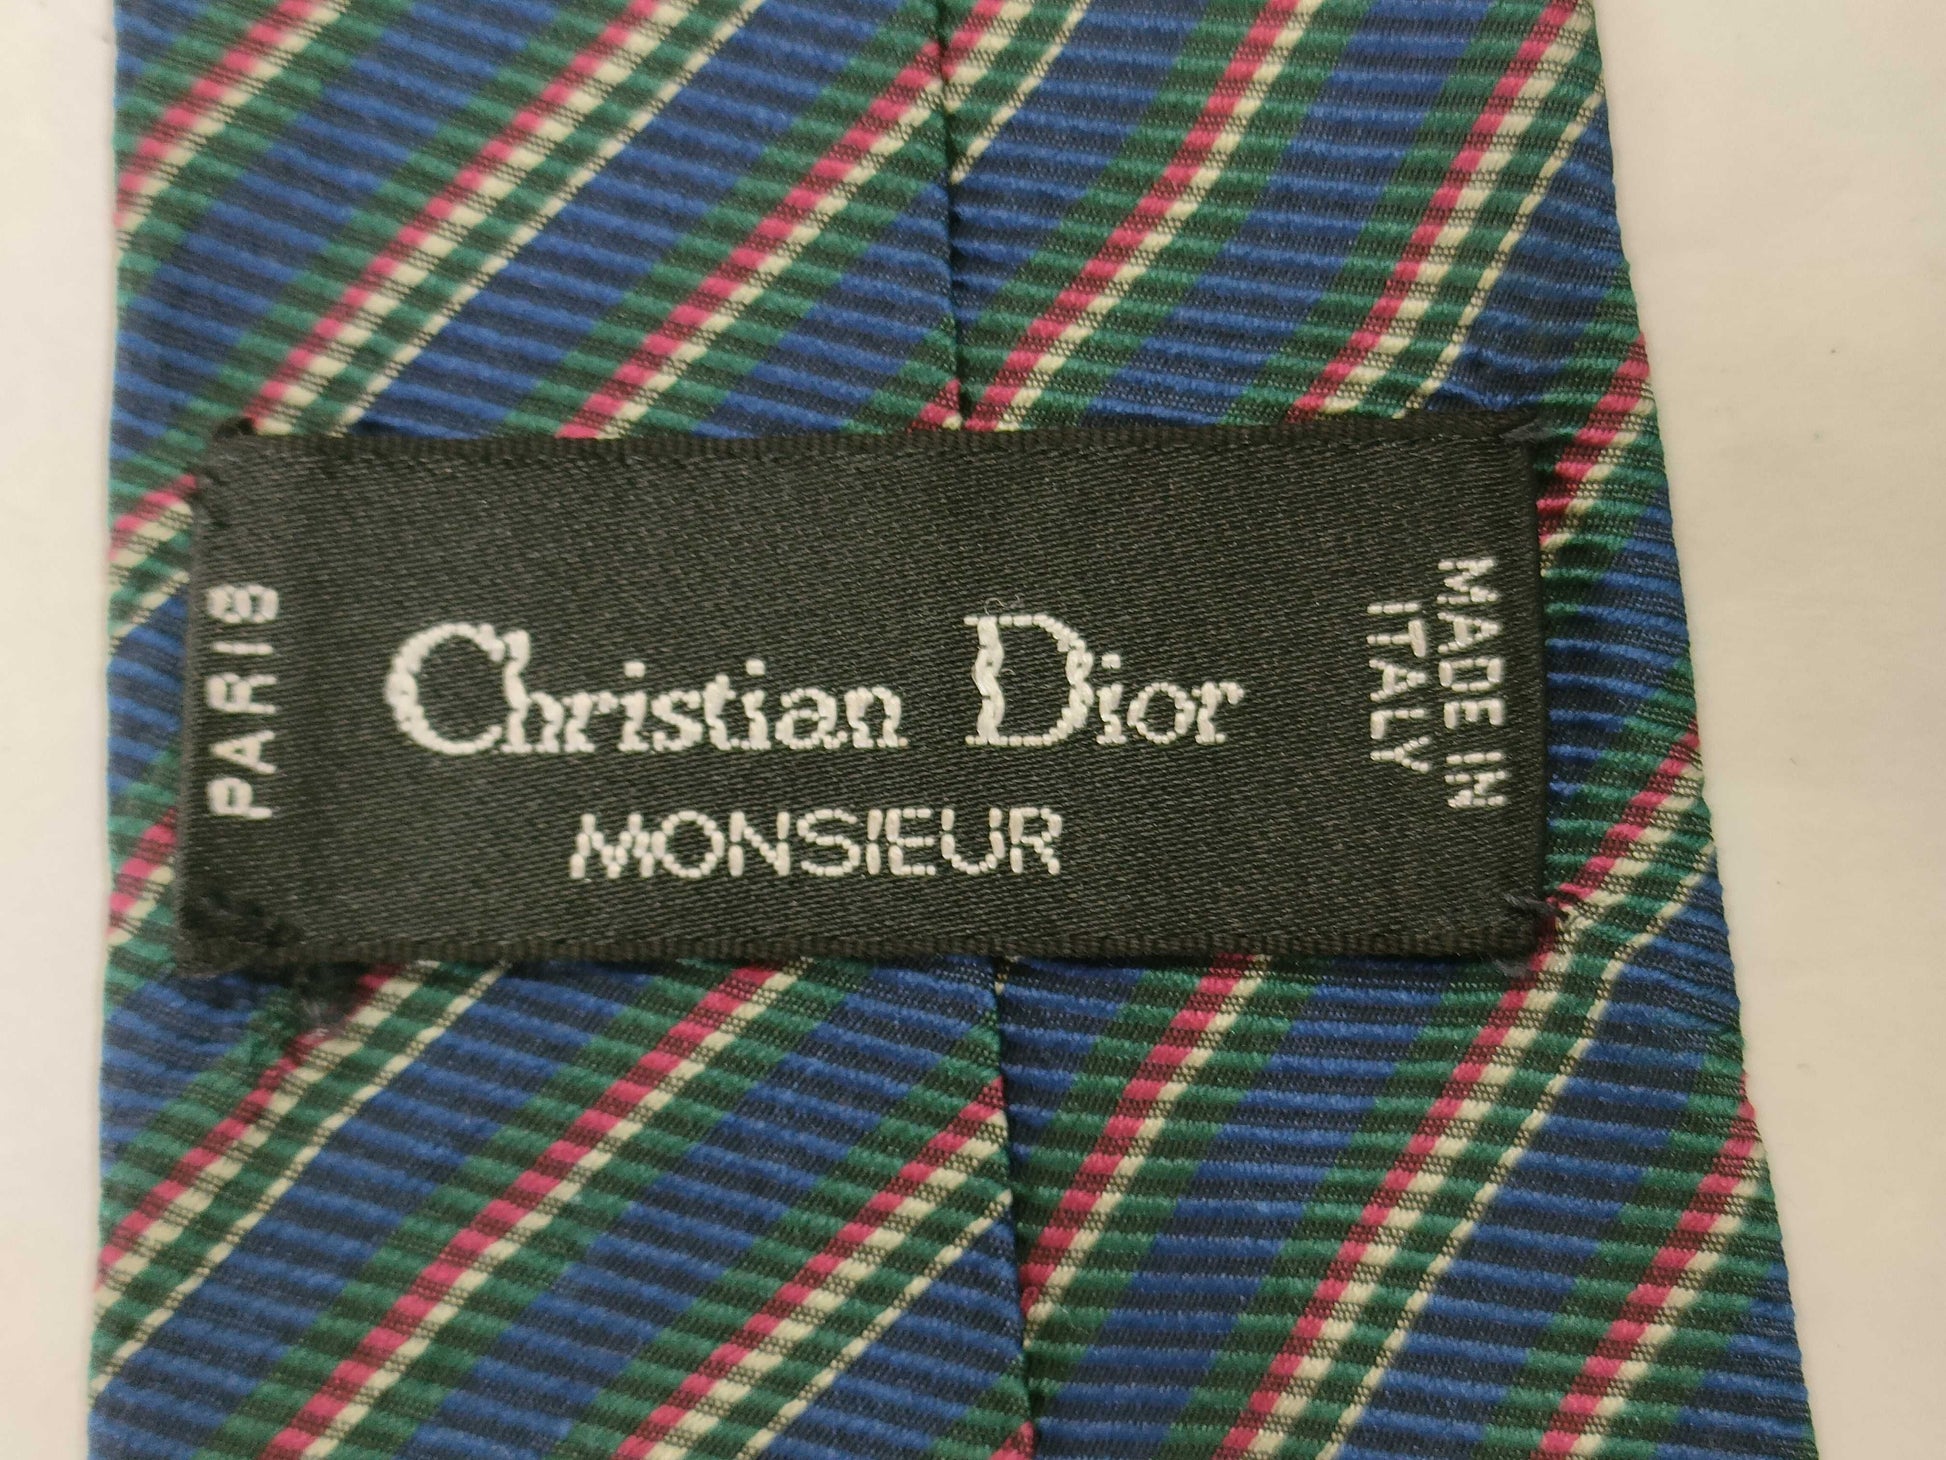 PARIS
Christian Dior
MONSIEUR
MADE IN
ITALY